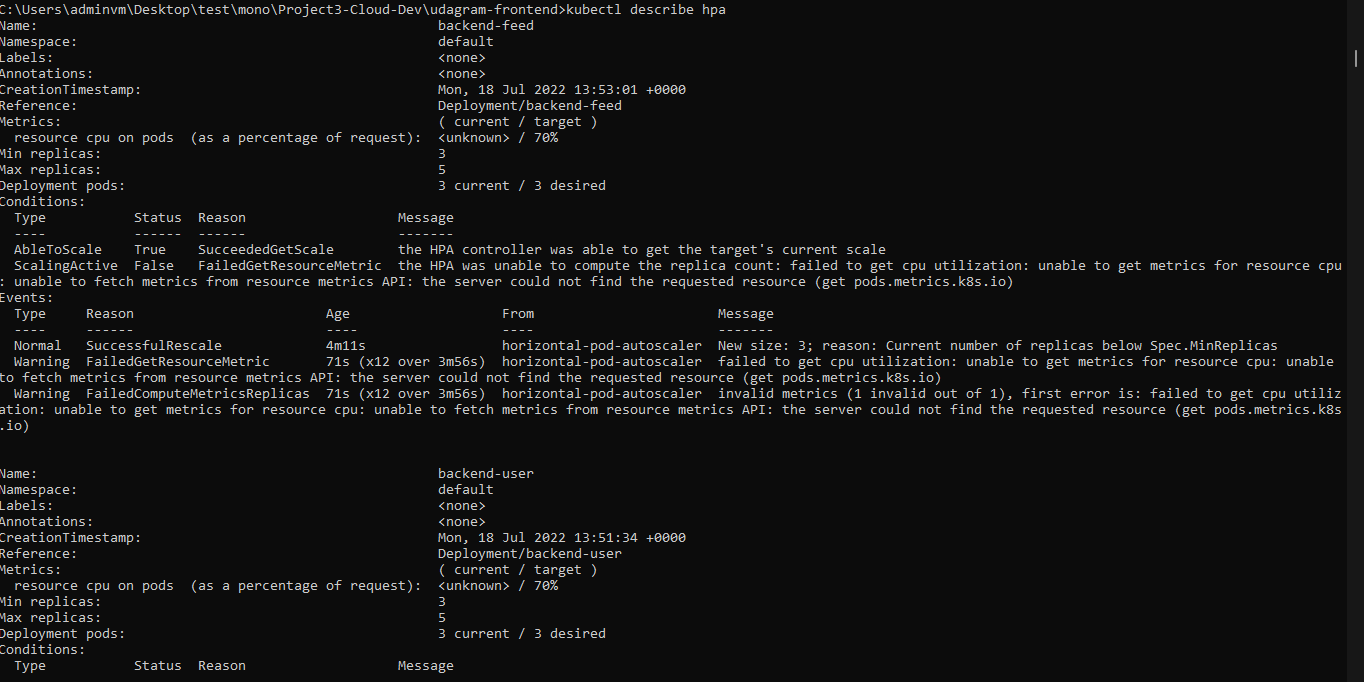 C:\Users\adminvm\Desktop\test\mono\Project3-Cloud-Dev\udagram-frontend>kubectl describe hpa
Name: backend-feed
Namespace: default
Labels: <none>
Annotations: <none>
CreationTimestamp: Mon, 18 Jul 2022 13:53:01 +0000
Reference: Deployment/backend-feed
Metrics: ( current / target )
resource cpu on pods (as a percentage of request): <unknown> / 70%
Min replicas: 3
Max replicas: 5
Deployment pods: 3 current / 3 desired
Conditions:
Type Status Reason Message
---- ------ ------ -------
AbleToScale True SucceededGetScale the HPA controller was able to get the target's current scale
ScalingActive False FailedGetResourceMetric the HPA was unable to compute the replica count: failed to get cpu utilization: unable to get metrics for resource cpu
: unable to fetch metrics from resource metrics API: the server could not find the requested resource (get pods.metrics.k8s.io)
Events:
Type Reason Age From Message
---- ------ ---- ---- -------
Normal SuccessfulRescale 4m11s horizontal-pod-autoscaler New size: 3; reason: Current number of replicas below Spec.MinReplicas
Warning FailedGetResourceMetric 71s (x12 over 3m56s) horizontal-pod-autoscaler failed to get cpu utilization: unable to get metrics for resource cpu: unable
to fetch metrics from resource metrics API: the server could not find the requested resource (get pods.metrics.k8s.io)
Warning FailedComputeMetricsReplicas 71s (x12 over 3m56s) horizontal-pod-autoscaler invalid metrics (1 invalid out of 1), first error is: failed to get cpu utiliz
ation: unable to get metrics for resource cpu: unable to fetch metrics from resource metrics API: the server could not find the requested resource (get pods.metrics.k8s
.io)
Name: backend-user
Namespace: default
Labels: <none>
Annotations: <none>
CreationTimestamp: Mon, 18 Jul 2022 13:51:34 +0000
Reference: Deployment/backend-user
Metrics: ( current / target )
resource cpu on pods (as a percentage of request): <unknown> / 70%
Min replicas: 3
Max replicas: 5
Deployment pods: 3 current / 3 desired
Conditions:
Type Status Reason Message